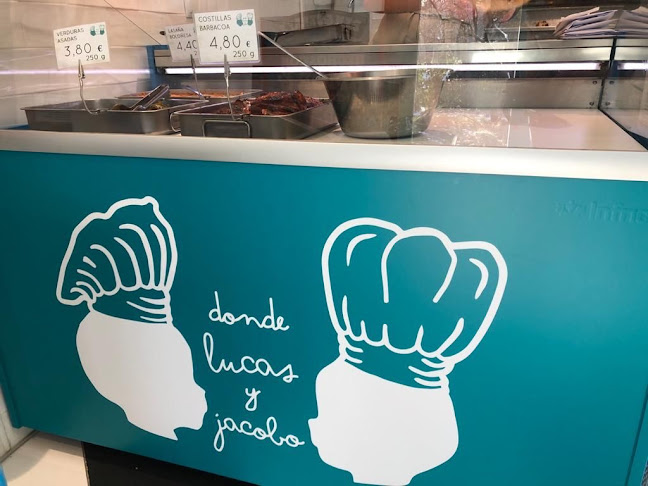 VERDURAS
ASADAS
3,80 €
250 g
LASAÑA
BOLOÑESA
4,40
COSTILLAS
BARBACOA
4,80 €
250 g
donde
lucas
y
jacobo